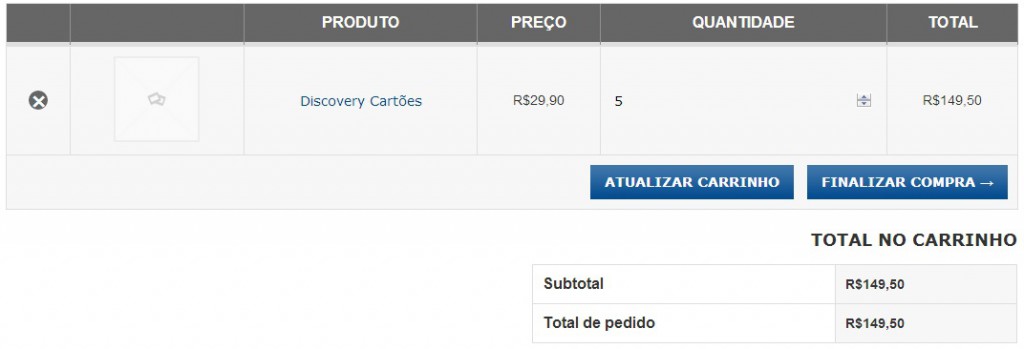 PRODUTO PREÇO QUANTIDADE TOTAL
Discovery Cartões R$29,90 5 R$149,50
ATUALIZAR CARRINHO FINALIZAR COMPRA →
TOTAL NO CARRINHO
Subtotal R$149,50
Total de pedido R$149,50